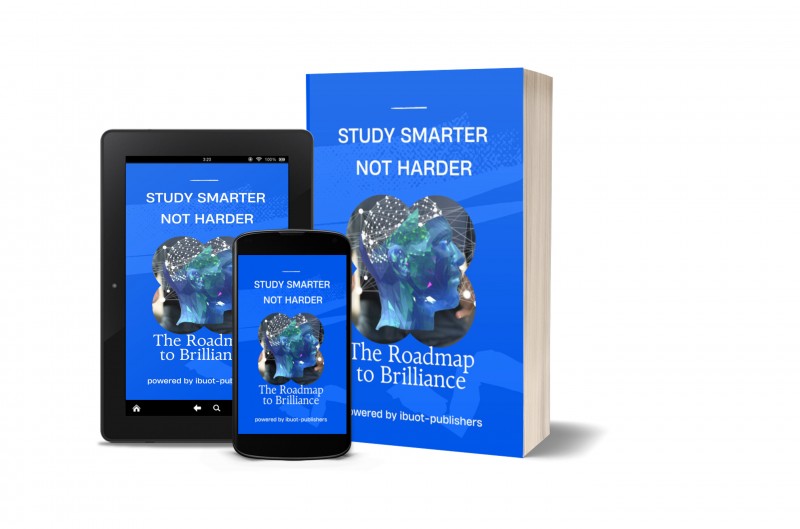 STUDY SMARTER
NOT HARDER
The Roadmap
to Brilliance
powered by ibuot-publishers
3:23
100%
STUDY SMARTER
NOT HARDER
The Roadmap
to Brilliance
powered by ibuot-publishers
STUDY SMARTER
NOT HARDER
The Roadmap
to Brilliance
powered by ibuot-publishers